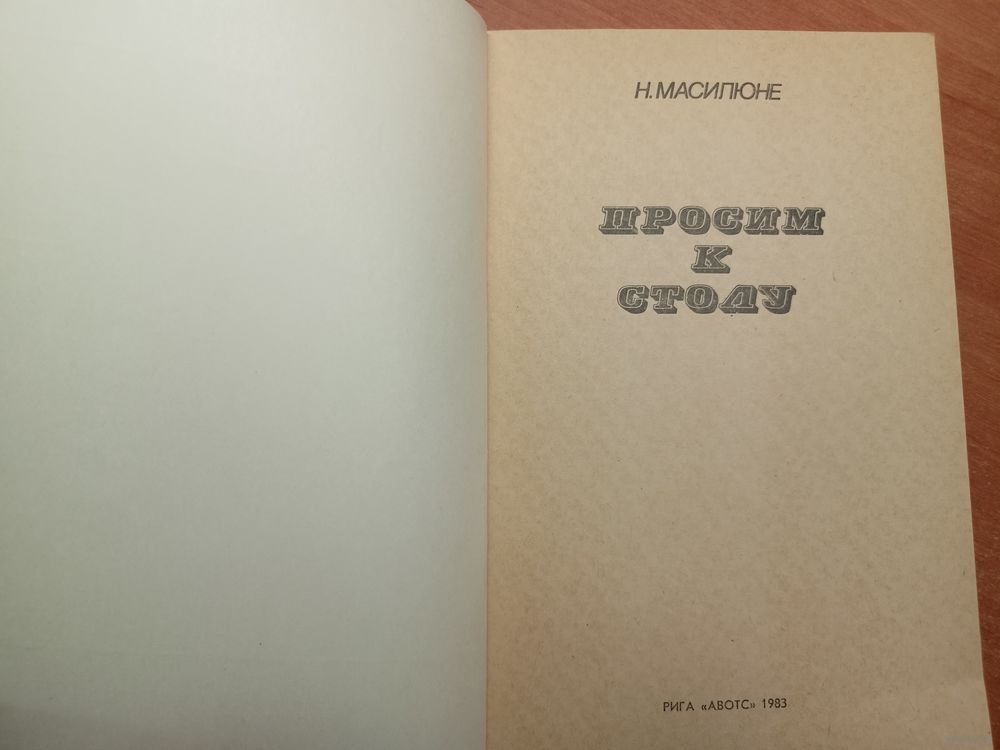 Н. МАСИЛЮНЕ
ПРОСИМ
К
СТОЛУ
РИГА «АВОТС» 1983